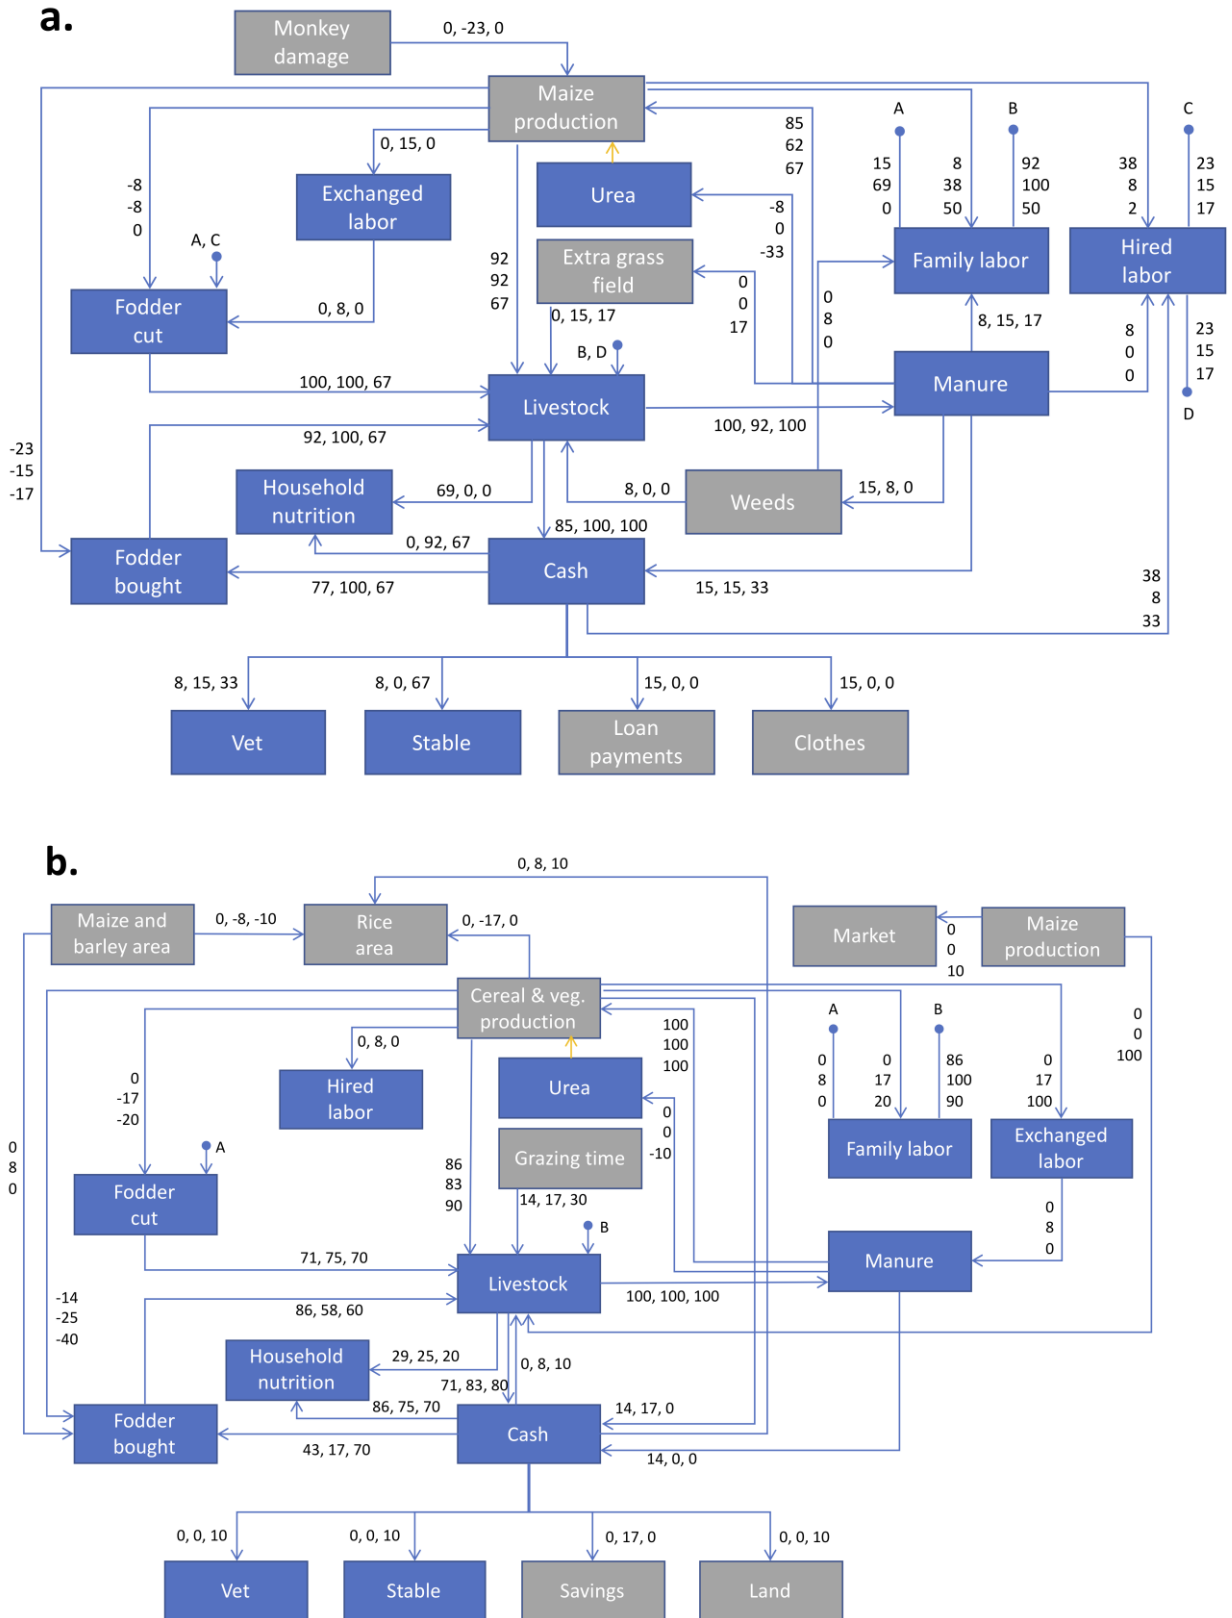 a.
Monkey
damage
0, -23, 0
Maize
production
0, 15, 0
Exchanged
labor
-8
-8
0
A, C
Fodder
cut
0, 8, 0
92
92
67
Urea
Extra grass
field
0, 15, 17
B, D
85
62
67
-8
0
-33
0
0
17
A
B
C
15
69
0
8
38
50
92
100
50
38
8
2
23
15
17
Family labor
Hired
labor
0
8
0
8, 15, 17
8
0
0
23
15
17
D
100, 100, 67
Livestock
Manure
100, 92, 100
92, 100, 67
-23
-15
-17
Household
nutrition
69, 0, 0
8, 0, 0
Weeds
15, 8, 0
85, 100, 100
0, 92, 67
Fodder
bought
77, 100, 67
Cash
15, 15, 33
38
8
33
8, 15, 33
8, 0, 67
15, 0, 0
15, 0, 0
Vet
Stable
Loan
payments
Clothes
b.
0, 8, 10
Maize and
barley area
0, -8, -10
Rice
area
0, -17, 0
Market
Maize
production
0
0
10
Cereal & veg.
production
0, 8, 0
Hired
labor
0
-17
-20
A
Fodder
cut
100
100
100
Urea
0
0
-10
Grazing time
14, 17, 30
86
83
90
B
A
B
0
8
0
0
17
20
86
100
90
0
17
100
0
0
100
Family labor
Exchanged
labor
0
8
0
0
8
0
71, 75, 70
Livestock
Manure
100, 100, 100
-14
-25
-40
86, 58, 60
Household
nutrition
29, 25, 20
0, 8, 10
71, 83, 80
86, 75, 70
14, 17, 0
Fodder
bought
43, 17, 70
Cash
14, 0, 0
0, 0, 10
0, 0, 10
0, 17, 0
0, 0, 10
Vet
Stable
Savings
Land